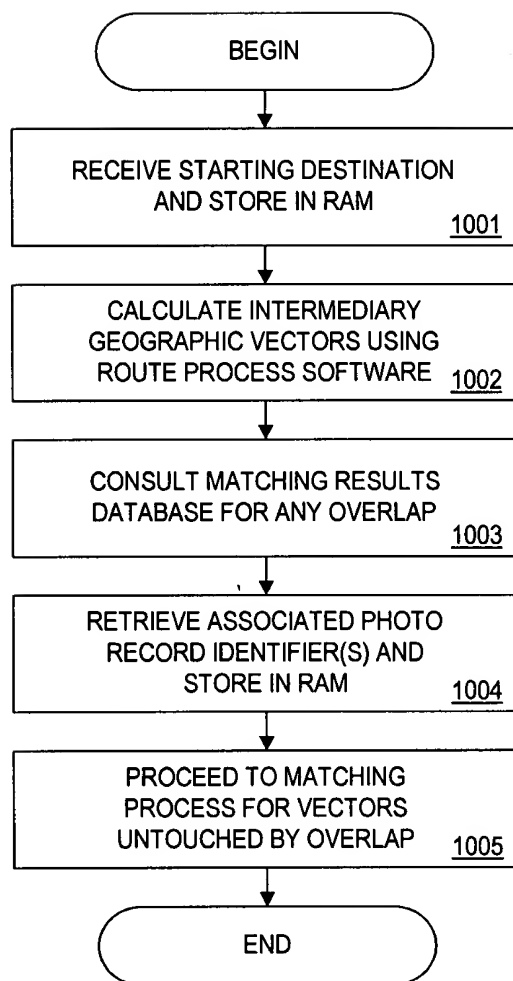 BEGIN
RECEIVE STARTING DESTINATION
AND STORE IN RAM
1001
CALCULATE INTERMEDIARY
GEOGRAPHIC VECTORS USING
ROUTE PROCESS SOFTWARE
1002
CONSULT MATCHING RESULTS
DATABASE FOR ANY OVERLAP
1003
RETRIEVE ASSOCIATED PHOTO
RECORD IDENTIFIER(S) AND
STORE IN RAM
1004
PROCEED TO MATCHING
PROCESS FOR VECTORS
UNTOUCHED BY OVERLAP
1005
END